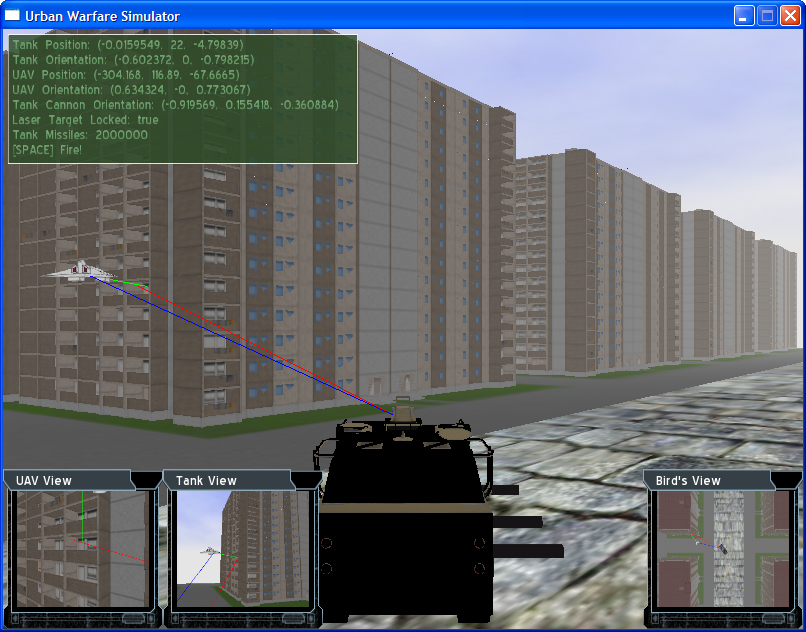 Urban Warfare Simulator
Tank Position: (-0.0159549, 22, -4.79839)
Tank Orientation: (-0.602372, 0, -0.798215)
UAV Position: (-304.168, 116.89, -67.6665)
UAV Orientation: (0.634324, -0, 0.773067)
Tank Cannon Orientation: (-0.919569, 0.155418, -0.360884)
Laser Target Locked: true
Tank Missiles: 2000000
[SPACE] Fire!
UAV View
Tank View
Bird's View